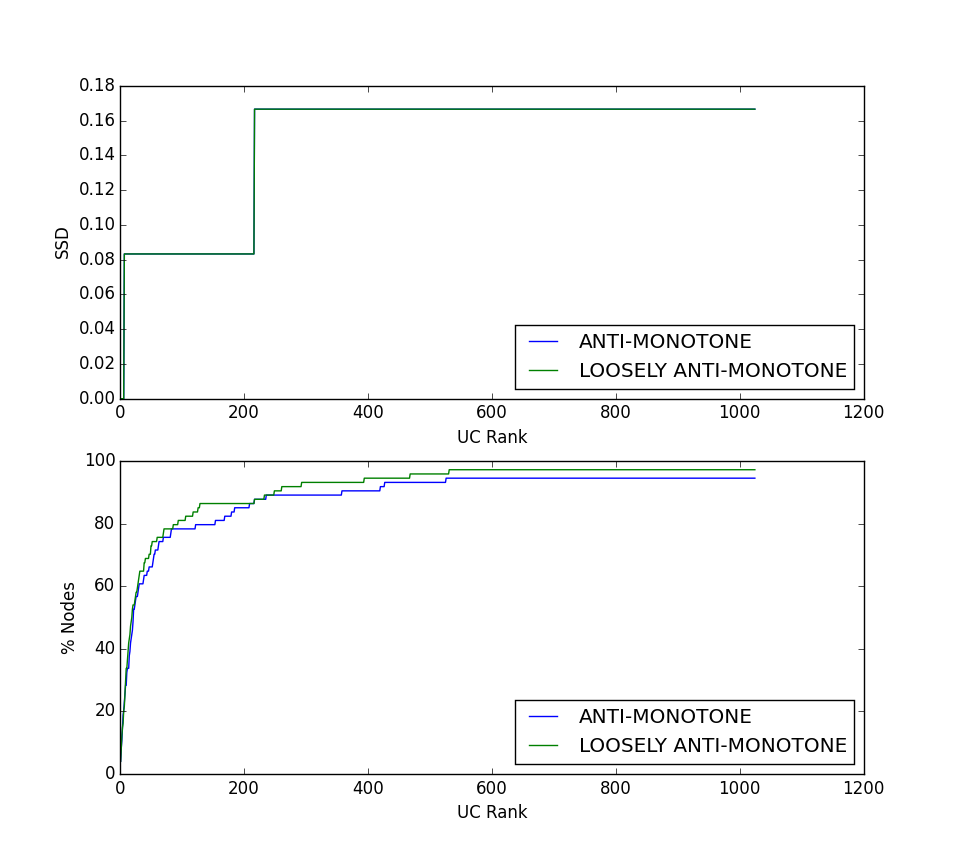 0.18
0.16
0.14
0.12
0.10
0.08
0.06
0.04
0.02
0.00
SSD
ANTI-MONOTONE
LOOSELY ANTI-MONOTONE
0 200 400 600 800 1000 1200
UC Rank
100
80
60
40
20
0
% Nodes
ANTI-MONOTONE
LOOSELY ANTI-MONOTONE
0 200 400 600 800 1000 1200
UC Rank